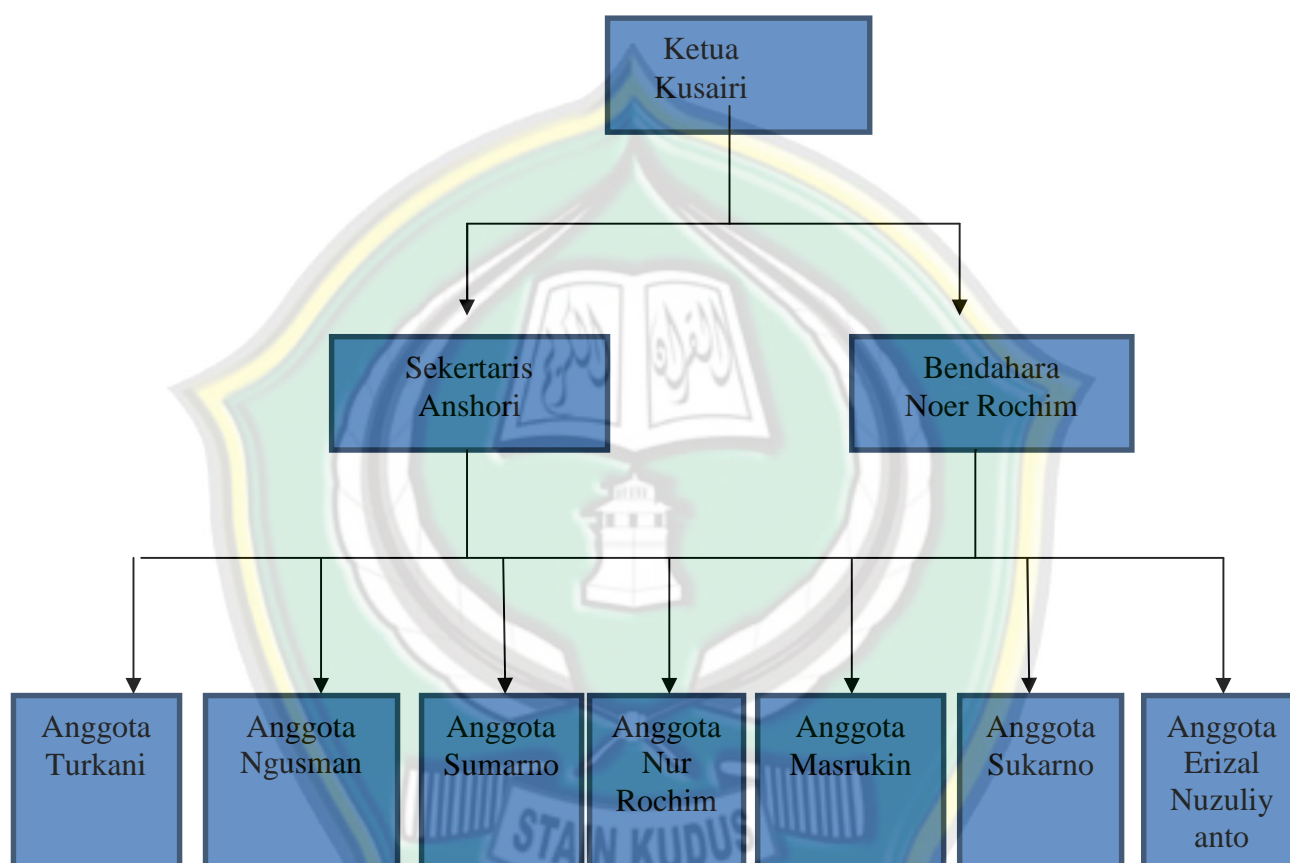 Ketua
Kusairi
Sekertaris
Anshori
Bendahara
Noer Rochim
Anggota
Turkani
Anggota
Ngusman
Anggota
Sumarno
Anggota
Nur
Rochim
Anggota
Masrukin
Anggota
Sukarno
Anggota
Erizal
Nuzuliy
anto
STAIN KUDUS